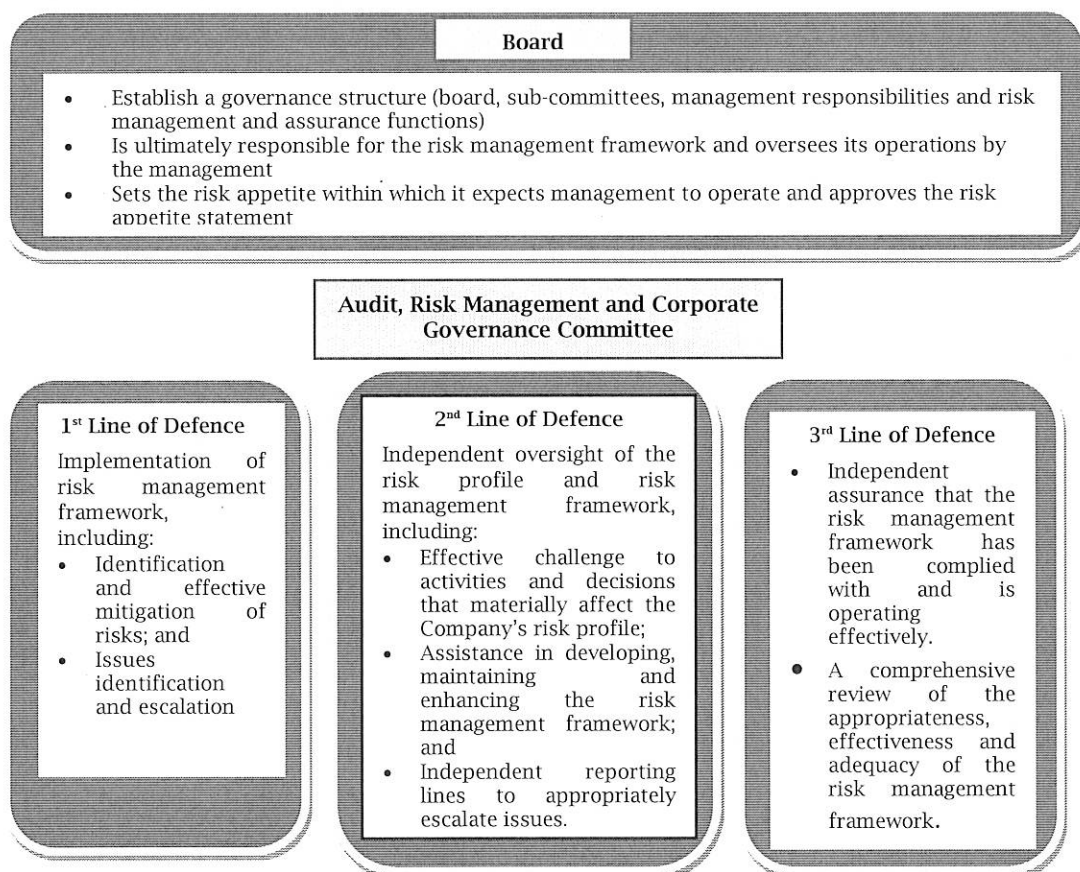 Board
• Establish a governance structure (board, sub-committees, management responsibilities and risk
management and assurance functions)
• Is ultimately responsible for the risk management framework and oversees its operations by
the management
• Sets the risk appetite within which it expects management to operate and approves the risk
appetite statement
Audit, Risk Management and Corporate
Governance Committee
1st Line of Defence
Implementation of
risk management
framework,
including:
• Identification
and effective
mitigation of
risks; and
• Issues
identification
and escalation
2nd Line of Defence
Independent oversight of the
risk profile and risk
management framework,
including:
• Effective challenge to
activities and decisions
that materially affect the
Company's risk profile;
• Assistance in developing,
maintaining and
enhancing the risk
management framework;
and
• Independent reporting
lines to appropriately
escalate issues.
3rd Line of Defence
• Independent
assurance that the
risk management
framework has
been complied
with and is
operating
effectively.
• A comprehensive
review of the
appropriateness,
effectiveness and
adequacy of the
risk management
framework.